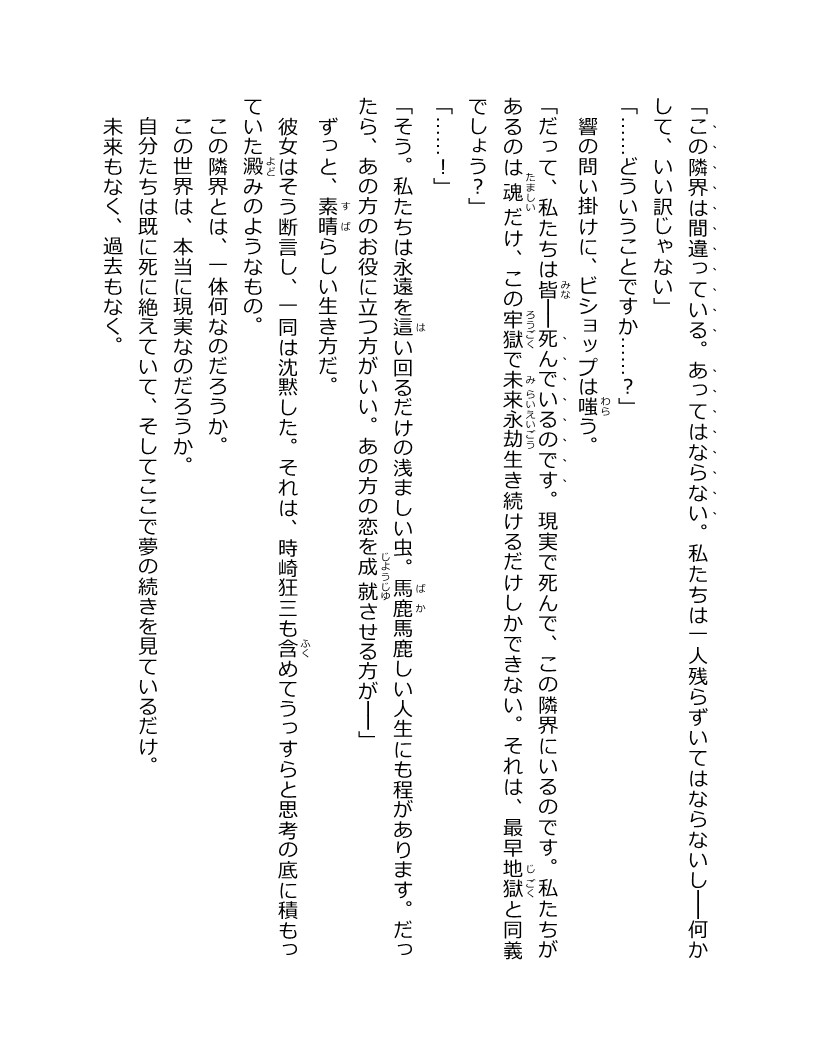 「この隣界は間違っている。あってはならない。私たちは一人残らずいてはならないし――何か
して、いい訳じゃない」
「……どういうことですか……？」
響の問い掛けに、ビショップは嗤う。
「だって、私たちは皆――死んでいるのです。現実で死んで、この隣界にいるのです。私たちが
あるのは魂だけ、この牢獄で未来永劫生き続けるだけしかできない。それは、最早地獄と同義
でしょう？」
「……！」
「そう。私たちは永遠を這い回るだけの浅ましい虫。馬鹿馬鹿しい人生にも程があります。だっ
たら、あの方のお役に立つ方がいい。あの方の恋を成就させる方が――」
ずっと、素晴らしい生き方だ。
彼女はそう断言し、一同は沈黙した。それは、時崎狂三も含めてうっすらと思考の底に積もっ
ていた澱みのようなもの。
この隣界とは、一体何なのだろうか。
この世界は、本当に現実なのだろうか。
自分たちは既に死に絶えていて、そしてここで夢の続きを見ているだけ。
未来もなく、過去もなく。